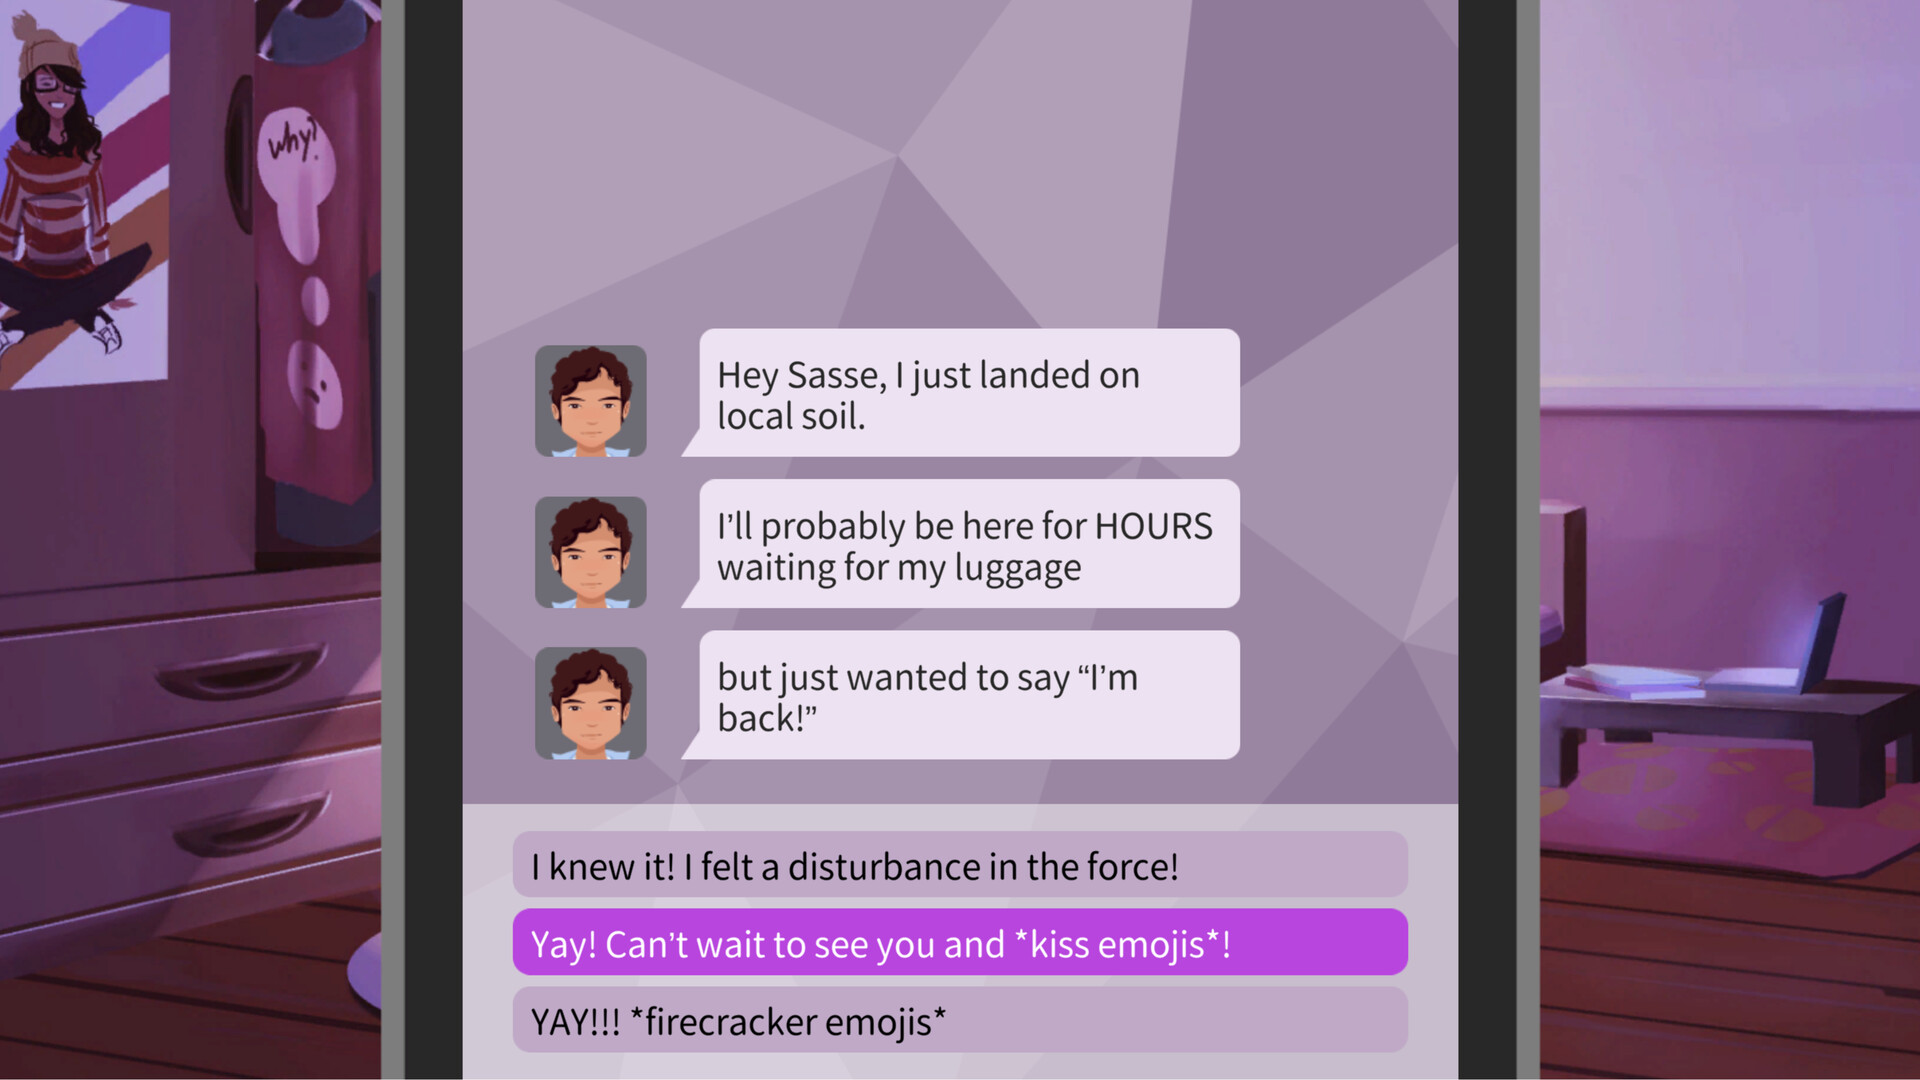 why?
Hey Sasse, I just landed on
local soil.
I'll probably be here for HOURS
waiting for my luggage
but just wanted to say “I'm
back!”
I knew it! I felt a disturbance in the force!
Yay! Can't wait to see you and *kiss emojis*!
YAY!!! *firecracker emojis*